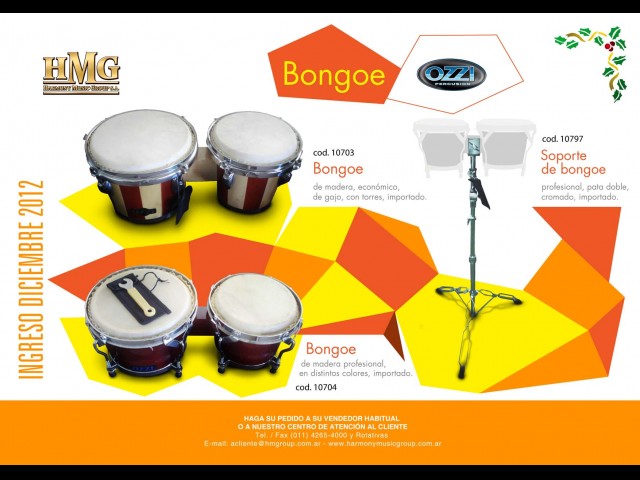 HMG
HARMONY MUSIC GROUP S.A.
Bongoe
OZZI
PERCUSION
INGRESO DICIEMBRE 2012
cod. 10703
Bongoe
de madera, económico,
de gajo, con torres, importado.
cod. 10797
Soporte
de bongoe
profesional, pata doble,
cromado, importado.
Bongoe
de madera profesional,
en distintos colores, importado.
cod. 10704
HAGA SU PEDIDO A SU VENDEDOR HABITUAL
O A NUESTRO CENTRO DE ATENCIÓN AL CLIENTE
Tel. / Fax (011) 4265-4000 y Rotativas
E-mail: acliente@hmgroup.com.ar - www.harmonymusicgroup.com.ar